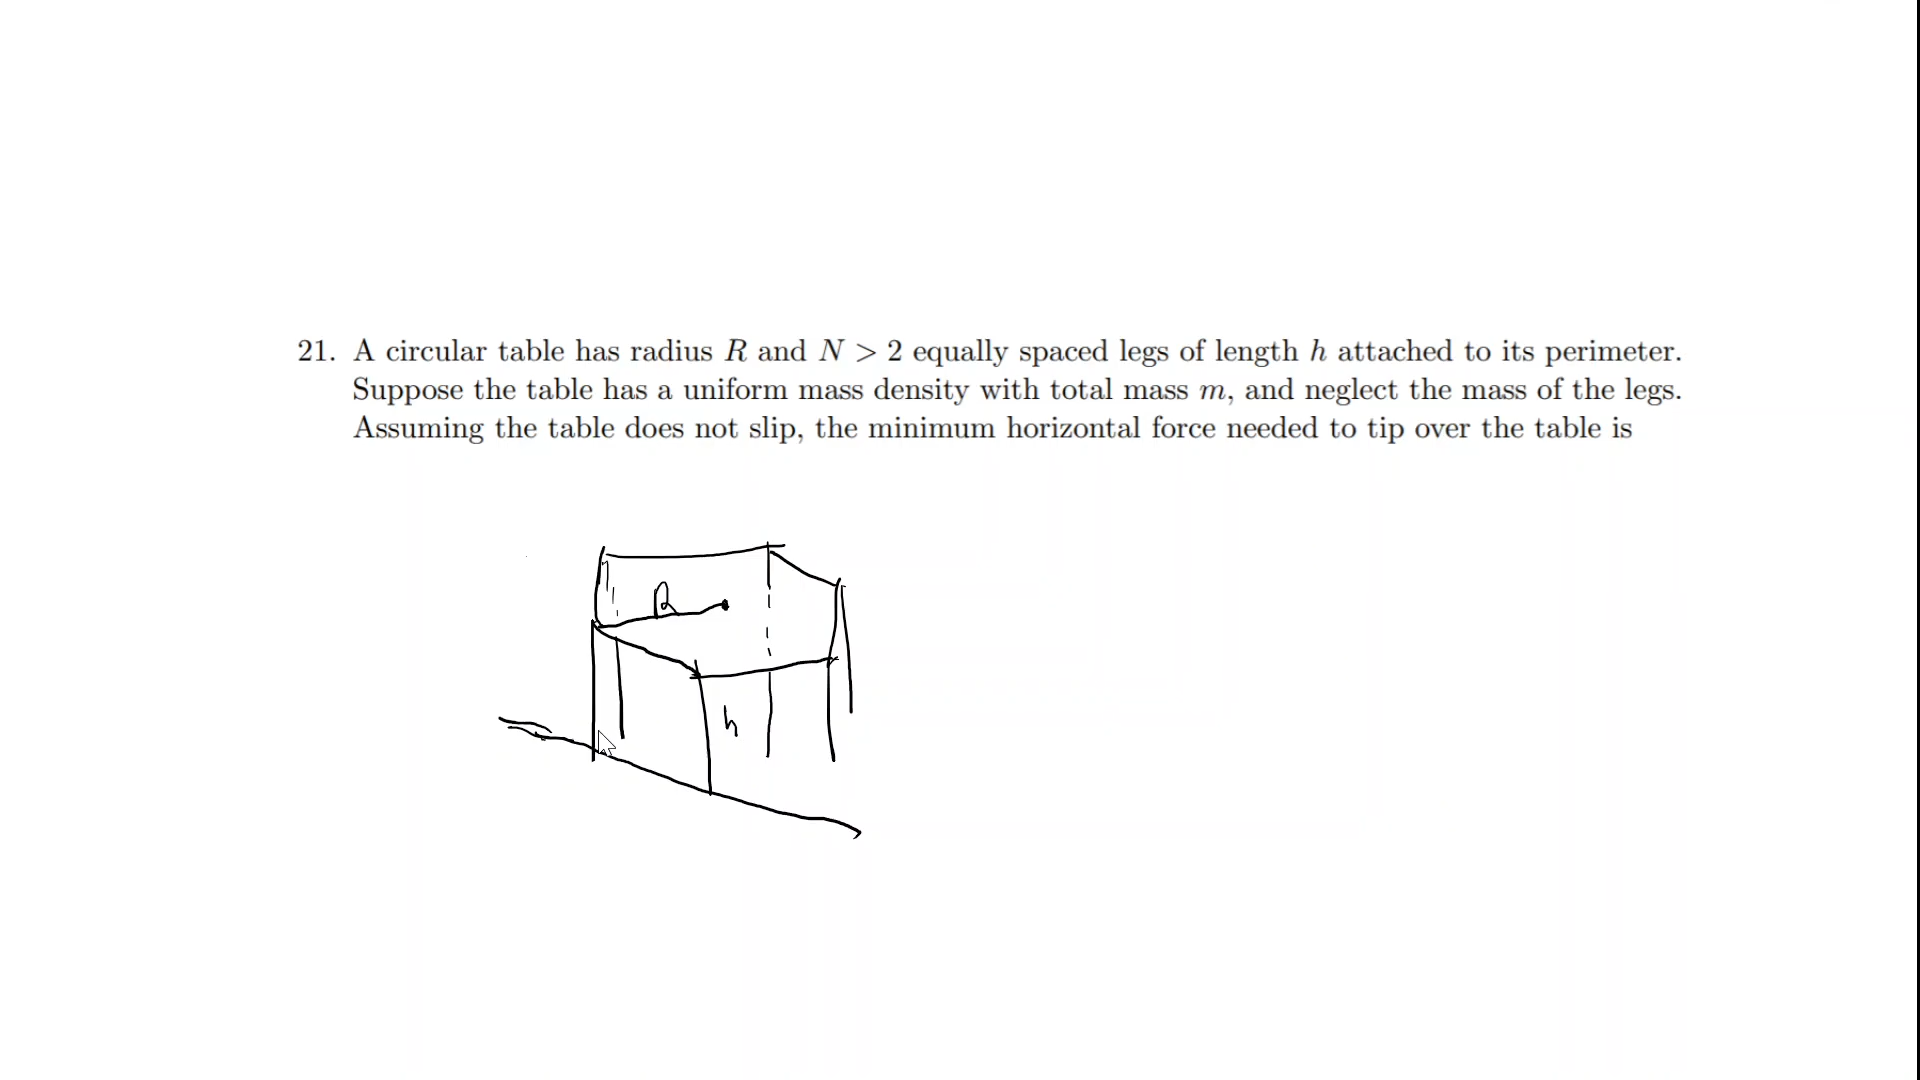 21. A circular table has radius R and N > 2 equally spaced legs of length h attached to its perimeter.
Suppose the table has a uniform mass density with total mass m, and neglect the mass of the legs.
Assuming the table does not slip, the minimum horizontal force needed to tip over the table is
R
h